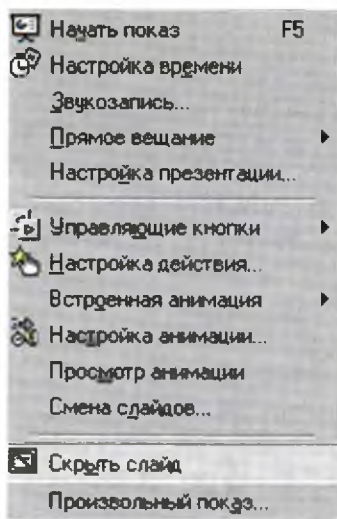 Начать показ F5
Настройка времени
Звукозапись...
Прямое вещание
Настройка презентации...
Управляющие кнопки
Настройка действия...
Встроенная анимация
Настройка анимации...
Просмотр анимации
Смена слайдов...
Скрыть слайд
Произвольный показ...